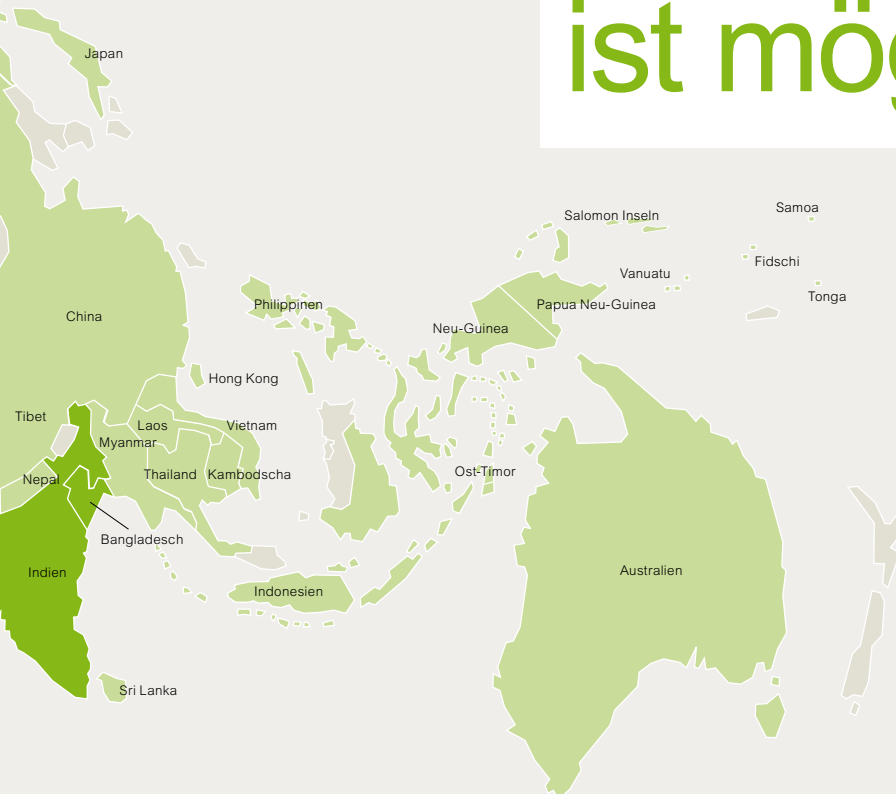 ist mög
Japan
Salomon Inseln
Samoa
Fidschi
Vanuatu
Tonga
Philippinen
Papua Neu-Guinea
China
Neu-Guinea
Hong Kong
Tibet
Laos
Vietnam
Myanmar
Nepal
Thailand
Kambodscha
Ost-Timor
Bangladesch
Indien
Australien
Indonesien
Sri Lanka